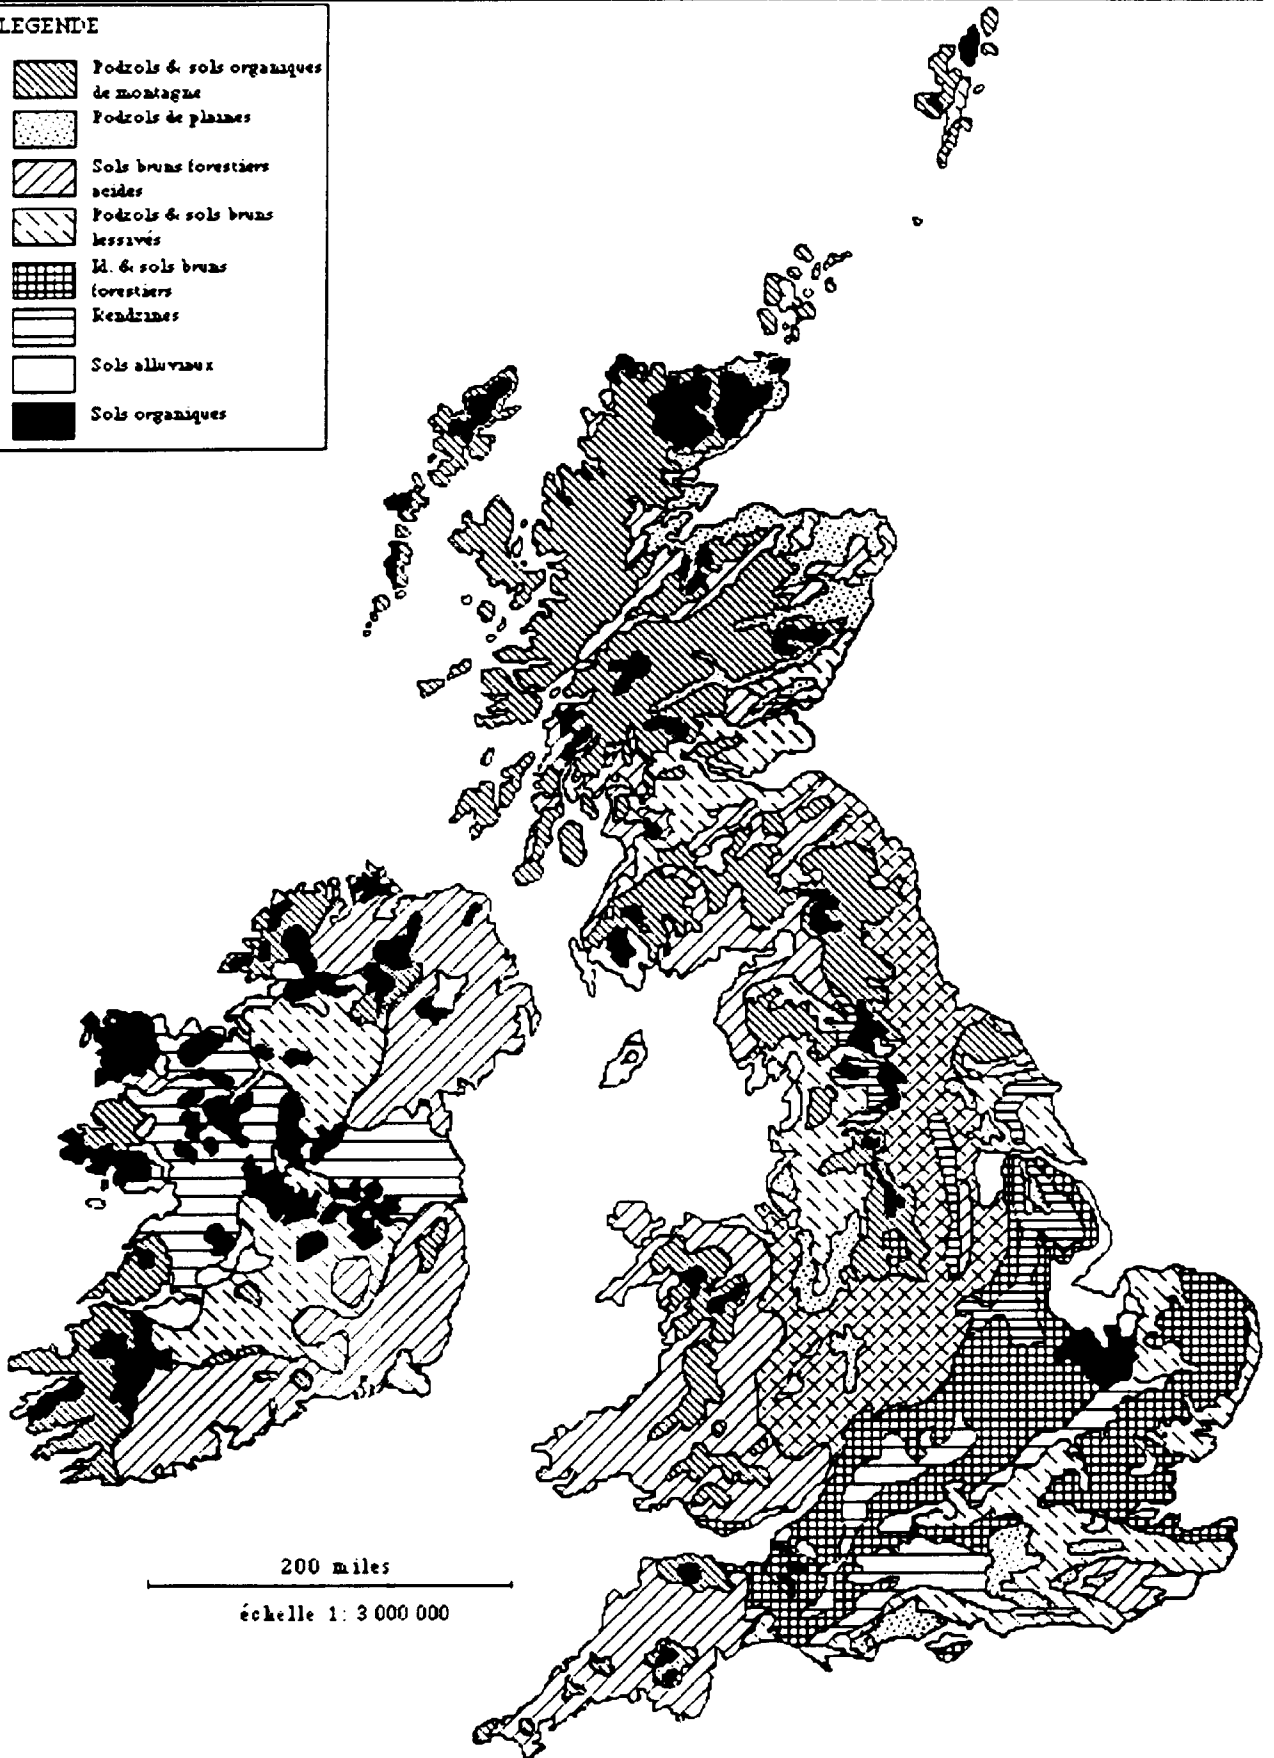 LEGENDE
Podzols & sols organiques
de montagne
Podzols de plaines
Sols bruns forestiers
acides
Podzols & sols bruns
lessivés
Id. & sols bruns
forestiers
Rendzines
Sols alluviaux
Sols organiques
200 miles
échelle 1: 3 000 000